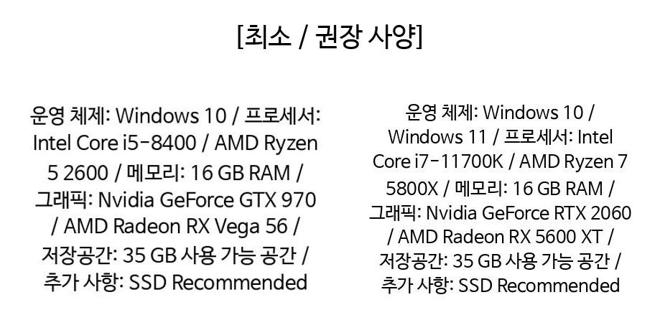 [최소 / 권장 사양]
운영 체제: Windows 10 / 프로세서:
Intel Core i5-8400 / AMD Ryzen
5 2600 / 메모리: 16 GB RAM /
그래픽: Nvidia GeForce GTX 970
/ AMD Radeon RX Vega 56 /
저장공간: 35 GB 사용 가능 공간 /
추가 사항: SSD Recommended
운영 체제: Windows 10 /
Windows 11 / 프로세서: Intel
Core i7-11700K / AMD Ryzen 7
5800X / 메모리: 16 GB RAM /
그래픽: Nvidia GeForce RTX 2060
/ AMD Radeon RX 5600 XT /
저장공간: 35 GB 사용 가능 공간 /
추가 사항: SSD Recommended